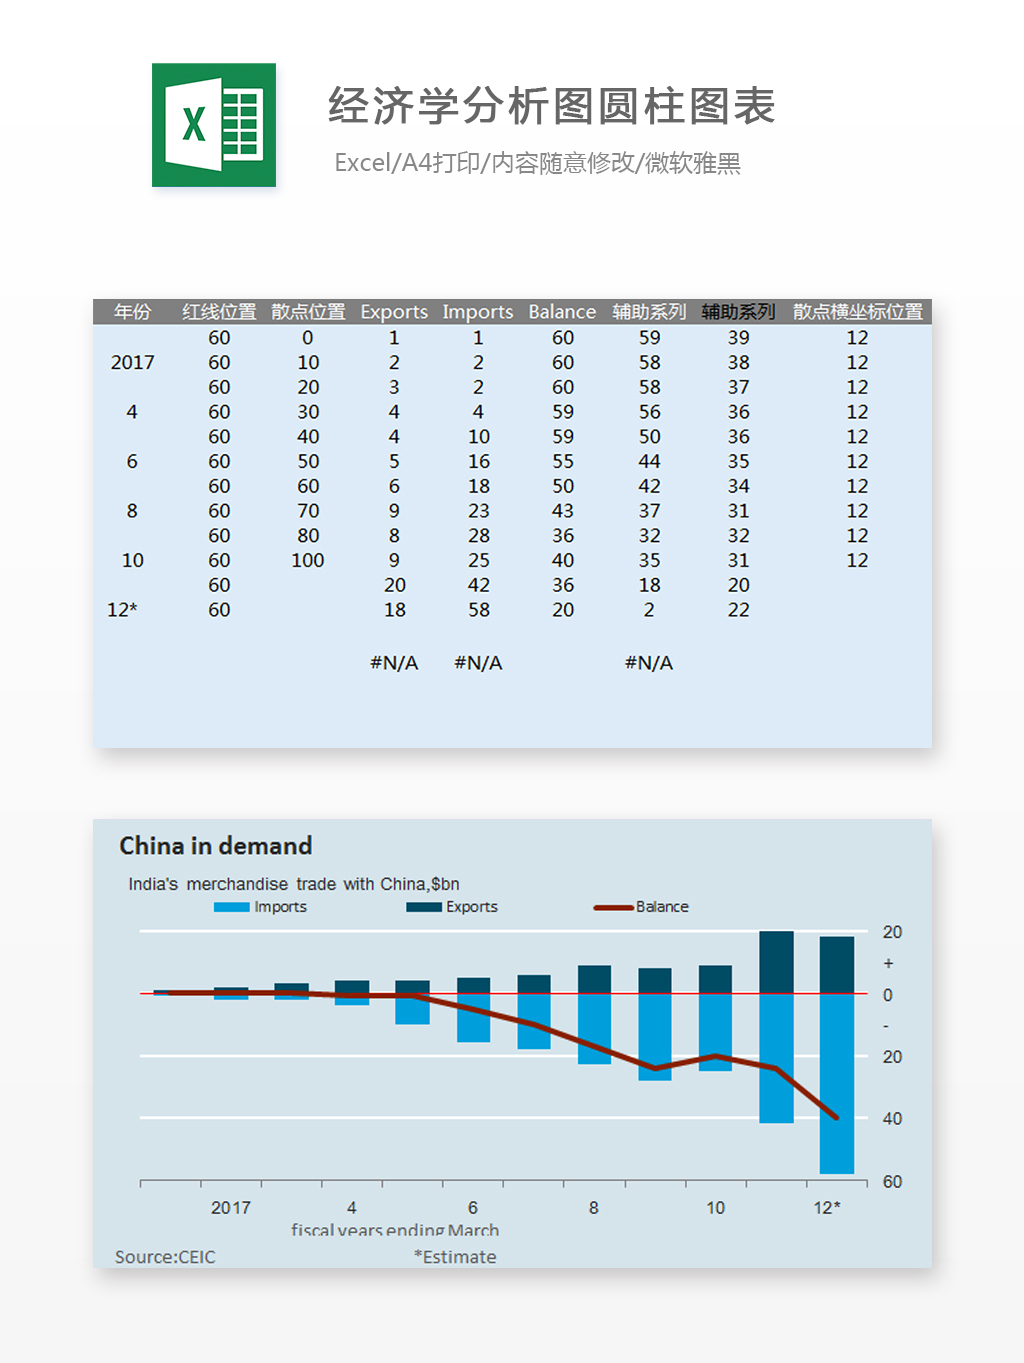 X
经济学分析图圆柱图表
Excel/A4打印/内容随意修改/微软雅黑
年份 红线位置 散点位置 Exports Imports Balance 辅助系列 辅助系列 散点横坐标位置
60 0 1 1 60 59 39 12
2017 60 10 2 2 60 58 38 12
60 20 3 2 60 58 37 12
4 60 30 4 4 59 56 36 12
60 40 4 10 59 50 36 12
6 60 50 5 16 55 44 35 12
60 60 6 18 50 42 34 12
8 60 70 9 23 43 37 31 12
60 80 8 28 36 32 32 12
10 60 100 9 25 40 35 31 12
60 20 42 36 18 20
12* 60 18 58 20 2 22
#N/A #N/A #N/A
China in demand
India's merchandise trade with China,$bn
Imports Exports Balance
20
+
0
-
20
40
60
2017 4 6 8 10 12*
fiscal years ending March
Source:CEIC *Estimate